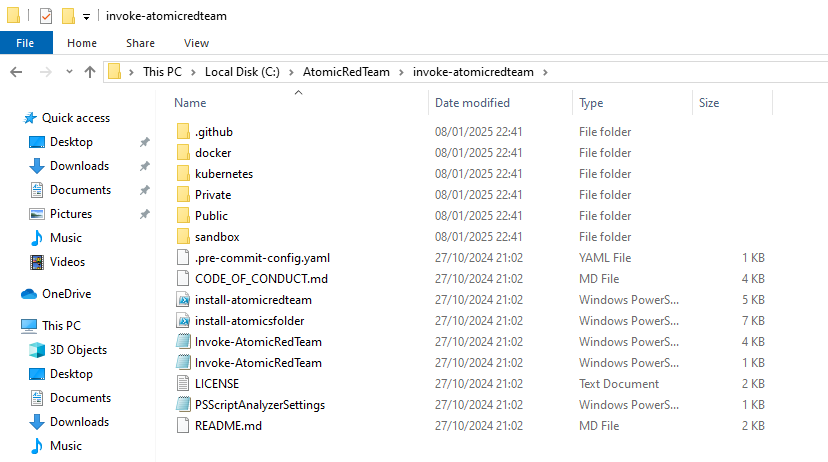 invoke-atomicredteam
File Home Share View
This PC Local Disk (C:) AtomicRedTeam invoke-atomicredteam
Quick access
Desktop
Downloads
Documents
Pictures
Music
Videos
OneDrive
This PC
3D Objects
Desktop
Documents
Downloads
Music
Name Date modified Type Size
.github 08/01/2025 22:41 File folder
docker 08/01/2025 22:41 File folder
kubernetes 08/01/2025 22:41 File folder
Private 08/01/2025 22:41 File folder
Public 08/01/2025 22:41 File folder
sandbox 08/01/2025 22:41 File folder
.pre-commit-config.yaml 27/10/2024 21:02 YAML File 1 KB
CODE_OF_CONDUCT.md 27/10/2024 21:02 MD File 4 KB
install-atomicredteam 27/10/2024 21:02 Windows PowerS... 5 KB
install-atomicsfolder 27/10/2024 21:02 Windows PowerS... 7 KB
Invoke-AtomicRedTeam 27/10/2024 21:02 Windows PowerS... 4 KB
Invoke-AtomicRedTeam 27/10/2024 21:02 Windows PowerS... 1 KB
LICENSE 27/10/2024 21:02 Text Document 2 KB
PSScriptAnalyzerSettings 27/10/2024 21:02 Windows PowerS... 1 KB
README.md 27/10/2024 21:02 MD File 2 KB